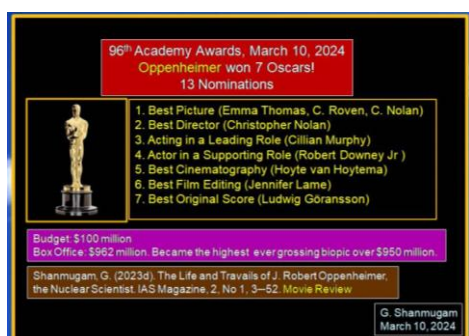 96th Academy Awards, March 10, 2024
Oppenheimer won 7 Oscars!
13 Nominations
1. Best Picture (Emma Thomas, C. Roven, C. Nolan)
2. Best Director (Christopher Nolan)
3. Acting in a Leading Role (Cillian Murphy)
4. Actor in a Supporting Role (Robert Downey Jr )
5. Best Cinematography (Hoyte van Hoytema)
6. Best Film Editing (Jennifer Lame)
7. Best Original Score (Ludwig Göransson)
Budget: $100 million
Box Office: $962 million. Became the highest ever grossing biopic over $950 million.
Shanmugam, G. (2023d). The Life and Travails of J. Robert Oppenheimer,
the Nuclear Scientist. IAS Magazine, 2, No 1, 3—52. Movie Review
G. Shanmugam
March 10, 2024